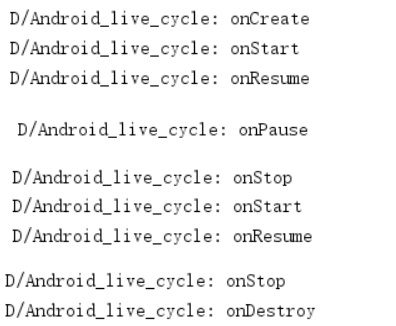 D/Android_live_cycle: onCreate
D/Android_live_cycle: onStart
D/Android_live_cycle: onResume
D/Android_live_cycle: onPause
D/Android_live_cycle: onStop
D/Android_live_cycle: onStart
D/Android_live_cycle: onResume
D/Android_live_cycle: onStop
D/Android_live_cycle: onDestroy